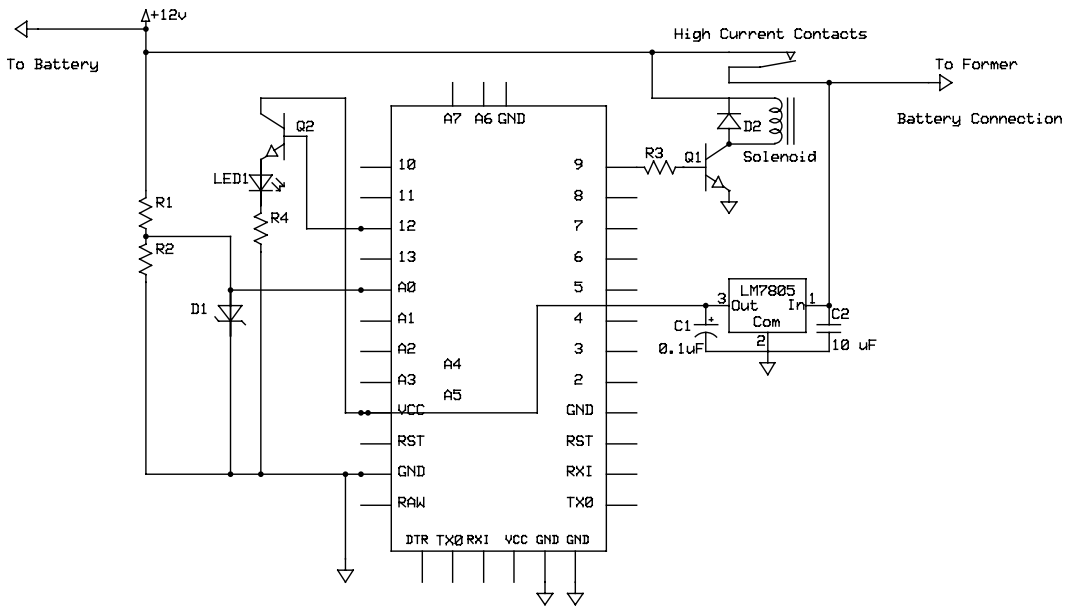 +12v
High Current Contacts
To Battery
To Former
Battery Connection
A7 A6 GND
Q2
D2
Solenoid
R3
Q1
10
9
LED1
11
8
R1
R4
12
7
R2
13
6
A0
5
LM7805
3 Out In 1
Com
2
D1
A1
4
C1
+
C2
0.1uF
10 uF
A2
3
A4
A3
2
A5
VCC
GND
RST
RST
GND
RXI
RAW
TX0
DTR TX0 RXI VCC GND GND